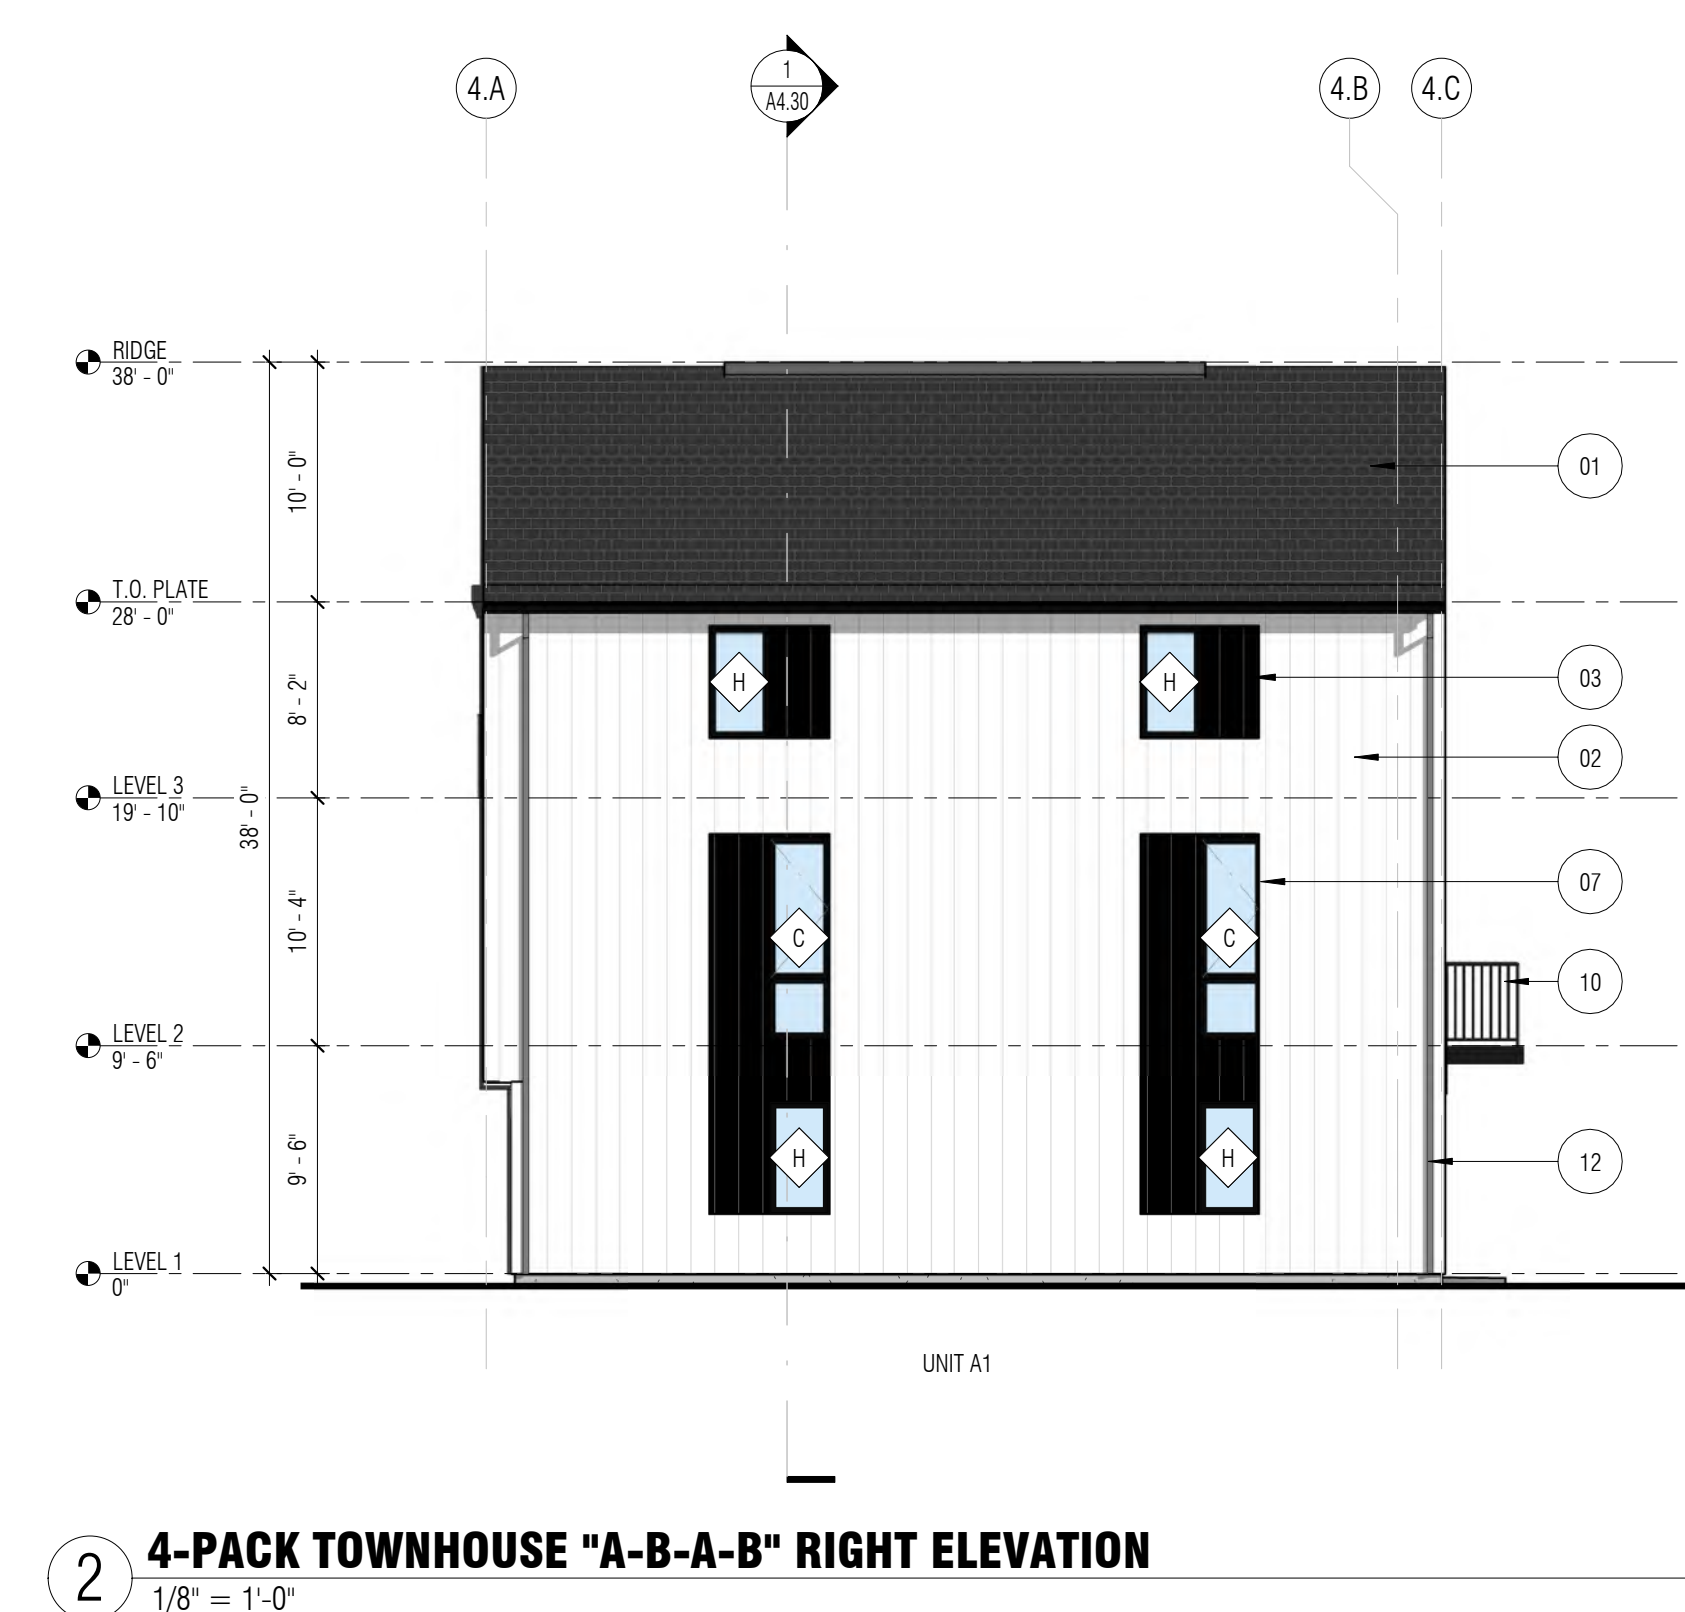 4.A
1
A4.30
4.B
4.C
RIDGE
38' - 0"
10' - 0"
01
T.O. PLATE
28' - 0"
H
H
03
8' - 2"
02
LEVEL 3
19' - 10"
38' - 0"
07
10' - 4"
C
C
10
LEVEL 2
9' - 6"
9' - 6"
H
H
12
LEVEL 1
0"
UNIT A1
2
4-PACK TOWNHOUSE "A-B-A-B" RIGHT ELEVATION
1/8" = 1'-0"